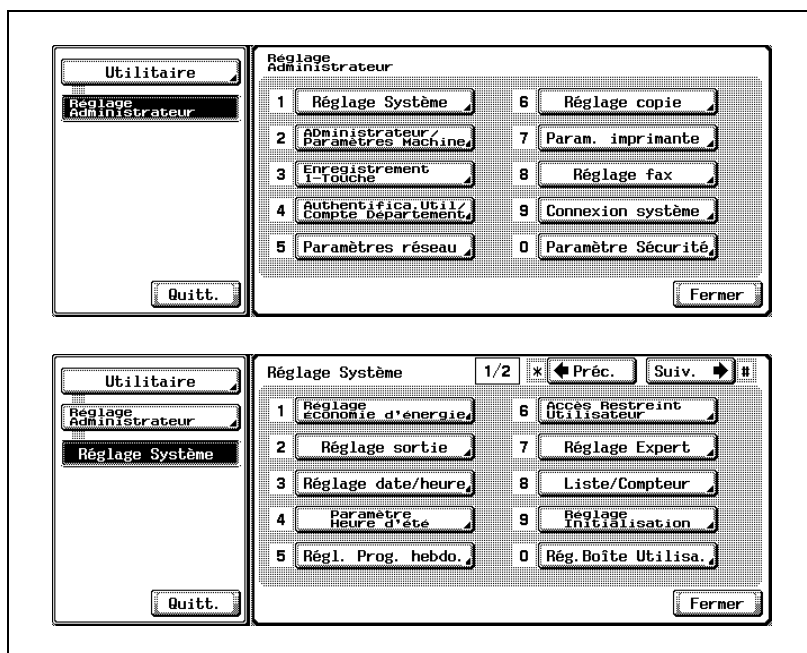 Utilitaire
Réglage
Administrateur
Quitt.
Réglage
Administrateur
1 Réglage Système
2 ADministrateur/
Paramètres Machine
3 Enregistrement
1-Touche
4 Authentifica.Util/
Compte Département
5 Paramètres réseau
6 Réglage copie
7 Param. imprimante
8 Réglage fax
9 Connexion système
0 Paramètre Sécurité
Fermer
Utilitaire
Réglage
Administrateur
Réglage Système
Quitt.
Réglage Système 1/2 * Préc. Suiv. #
1 Réglage
économie d'énergie
2 Réglage sortie
3 Réglage date/heure
4 Paramètre
Heure d'été
5 Régl. Prog. hebdo.
6 Accès Restreint
Utilisateur
7 Réglage Expert
8 Liste/Compteur
9 Réglage
Initialisation
0 Rég.Boîte Utilisa.
Fermer